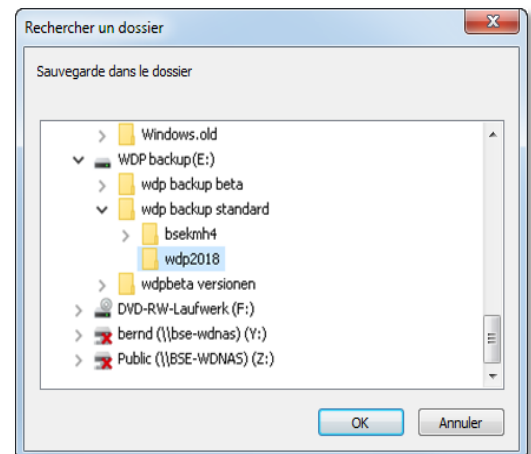 Rechercher un dossier
Sauvegarde dans le dossier
Windows.old
WDP backup(E:)
wdp backup beta
wdp backup standard
bsekmh4
wdp2018
wdpbeta versionen
DVD-RW-Laufwerk (F:)
bernd (\\bse-wdnas) (Y:)
Public (\\BSE-WDNAS) (Z:)
OK Annuler